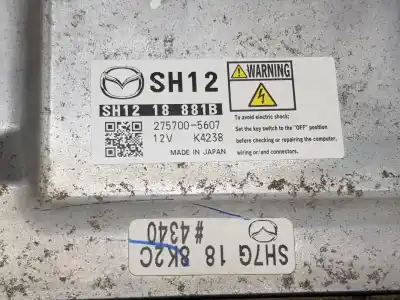 SH12
SH12 18 881B
275700-5607
12V K4238
MADE IN JAPAN
WARNING
To avoid electric shock;
Set the key switch to the "OFF" position
before checking or repairing the computer,
wiring or/and connectors.
SH7G 18 8K2C
# 4340